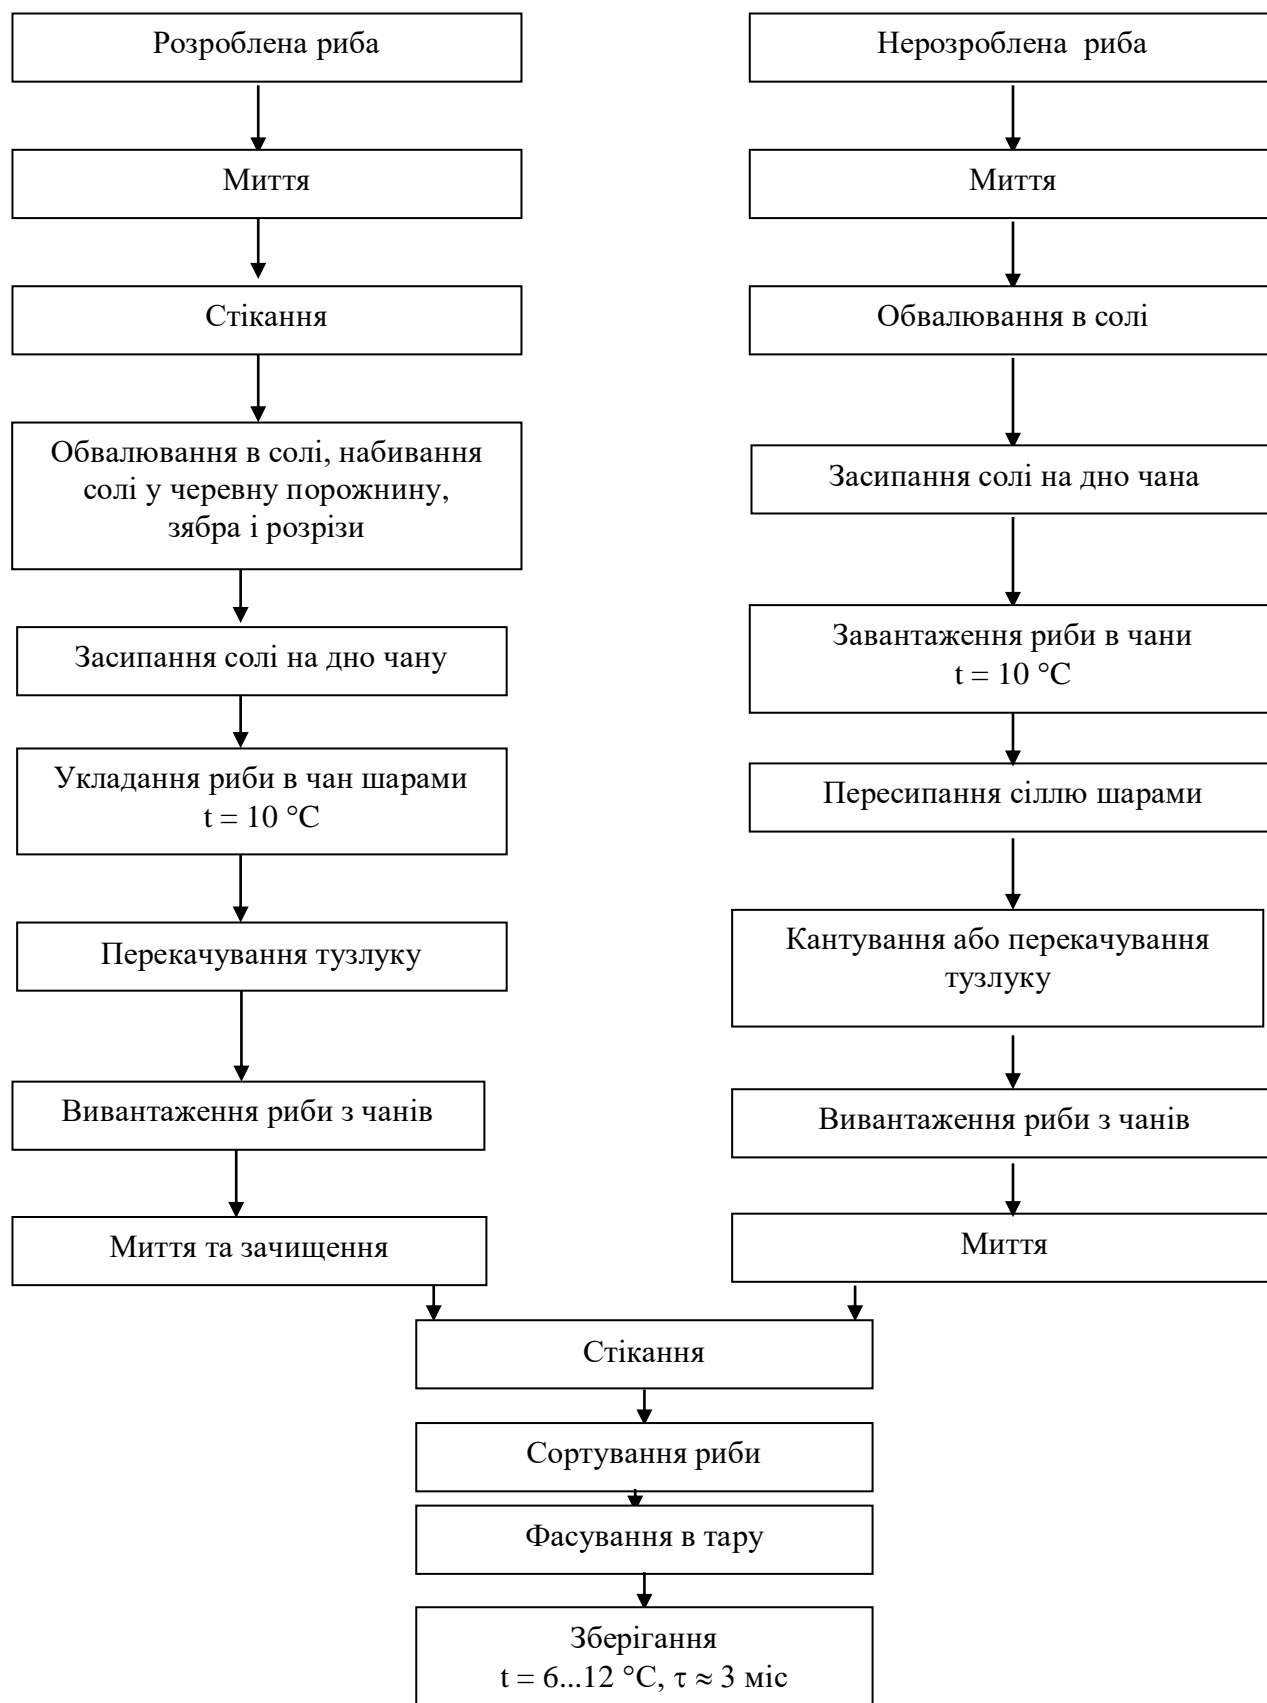 Розроблена риба
Миття
Стікання
Обвалювання в солі, набивання
солі у черевну порожнину,
зябра і розрізи
Засипання солі на дно чану
Укладання риби в чан шарами
t = 10 °C
Перекачування тузлуку
Вивантаження риби з чанів
Миття та зачищення
Нерозроблена риба
Миття
Обвалювання в солі
Засипання солі на дно чана
Завантаження риби в чани
t = 10 °C
Пересипання сіллю шарами
Кантування або перекачування
тузлуку
Вивантаження риби з чанів
Миття
Стікання
Сортування риби
Фасування в тару
Зберігання
t = 6...12 °C, τ ≈ 3 міс